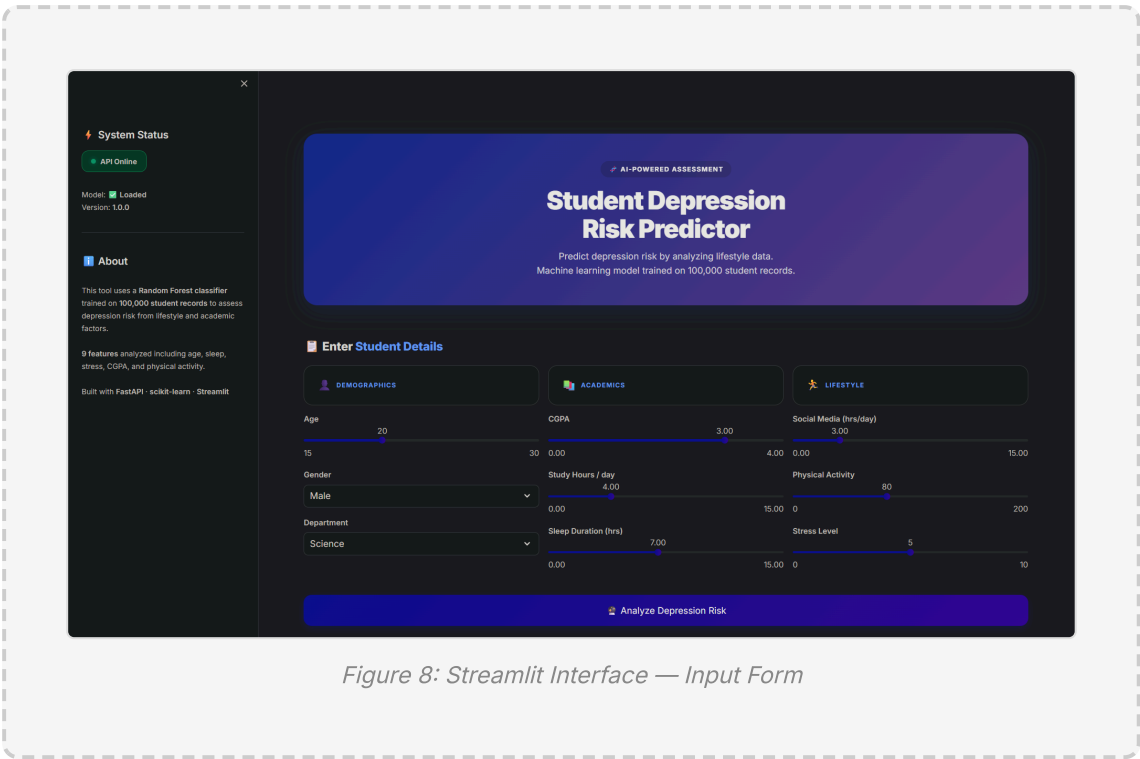 System Status
API Online
Model: ✅ Loaded
Version: 1.0.0
About
This tool uses a Random Forest classifier
trained on 100,000 student records to assess
depression risk from lifestyle and academic
factors.
9 features analyzed including age, sleep,
stress, CGPA, and physical activity.
Built with FastAPI · scikit-learn · Streamlit
AI-POWERED ASSESSMENT
Student Depression
Risk Predictor
Predict depression risk by analyzing lifestyle data.
Machine learning model trained on 100,000 student records.
Enter Student Details
DEMOGRAPHICS
Age
20
15 30
Gender
Male
Department
Science
ACADEMICS
CGPA
3.00
0.00 4.00
Study Hours / day
4.00
0.00 15.00
Sleep Duration (hrs)
7.00
0.00 15.00
LIFESTYLE
Social Media (hrs/day)
3.00
0.00 15.00
Physical Activity
80
0 200
Stress Level
5
0 10
Analyze Depression Risk
Figure 8: Streamlit Interface — Input Form